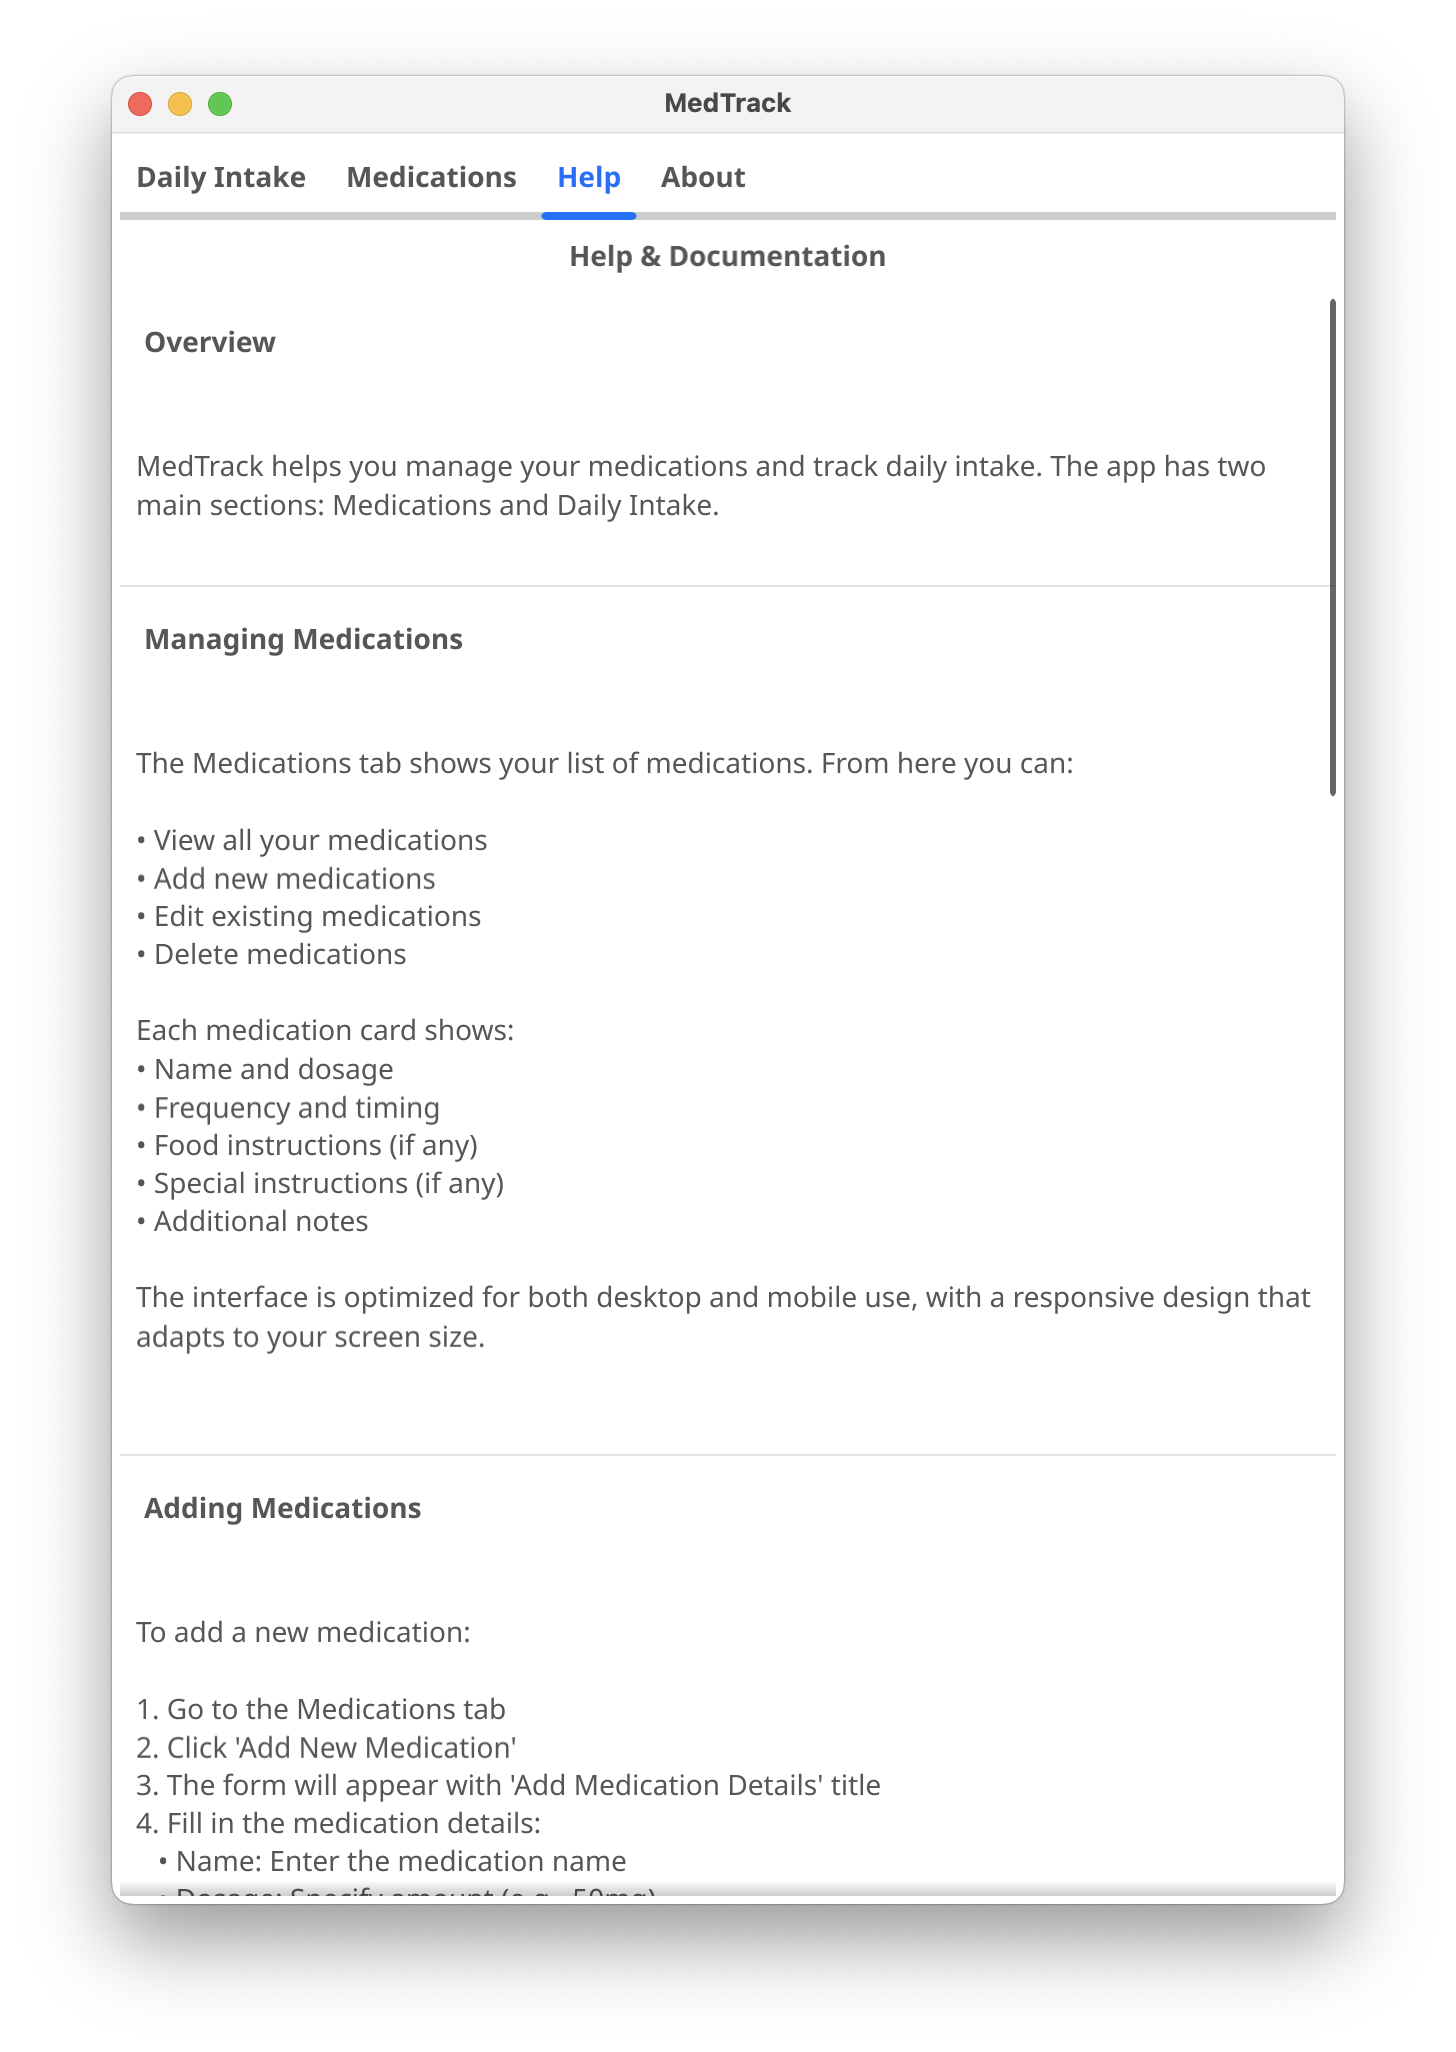 MedTrack
Daily Intake Medications Help About
Help & Documentation
Overview
MedTrack helps you manage your medications and track daily intake. The app has two
main sections: Medications and Daily Intake.
Managing Medications
The Medications tab shows your list of medications. From here you can:
• View all your medications
• Add new medications
• Edit existing medications
• Delete medications
Each medication card shows:
• Name and dosage
• Frequency and timing
• Food instructions (if any)
• Special instructions (if any)
• Additional notes
The interface is optimized for both desktop and mobile use, with a responsive design that
adapts to your screen size.
Adding Medications
To add a new medication:
1. Go to the Medications tab
2. Click 'Add New Medication'
3. The form will appear with 'Add Medication Details' title
4. Fill in the medication details:
• Name: Enter the medication name
• Dosage: Specify amount (e.g., 50mg)